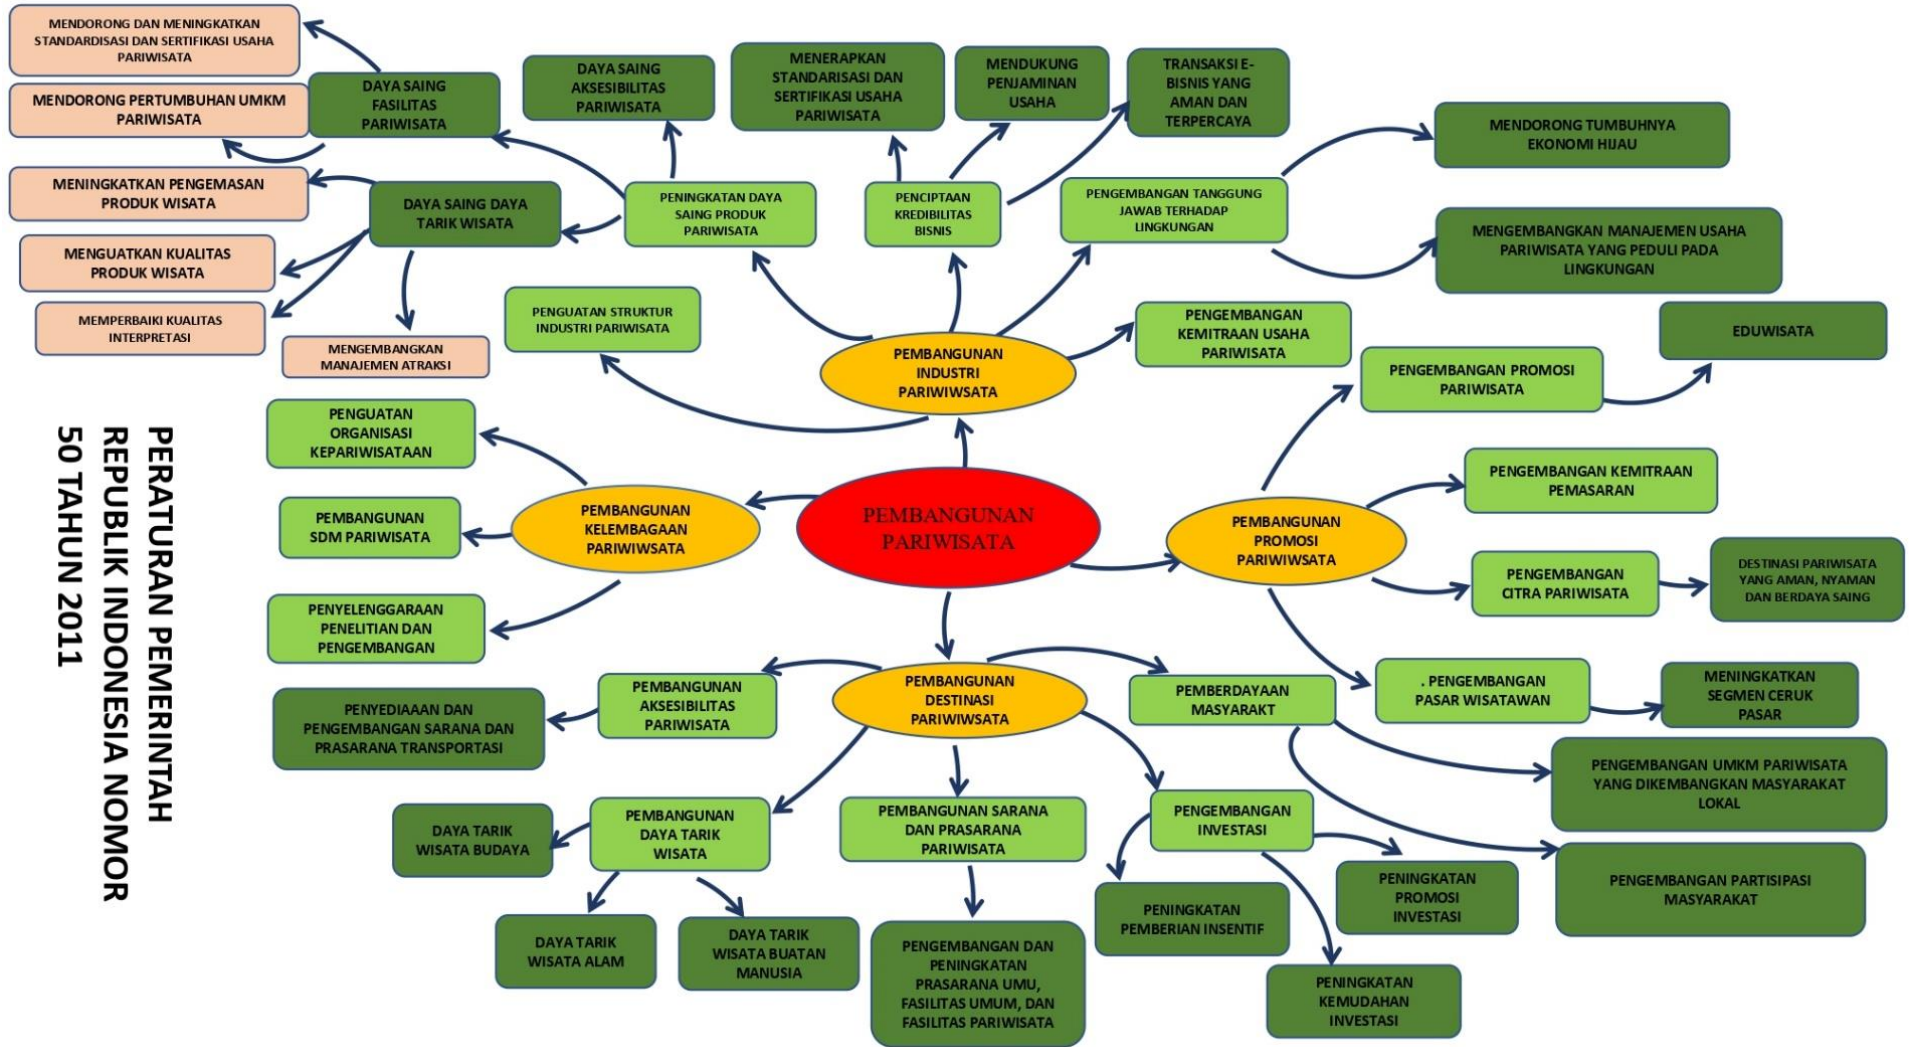 MENDORONG DAN MENINGKATKAN
STANDARDISASI DAN SERTIFIKASI USAHA
PARIWISATA
MENDORONG PERTUMBUHAN UMKM
PARIWISATA
MENINGKATKAN PENGEMASAN
PRODUK WISATA
MENGUATKAN KUALITAS
PRODUK WISATA
MEMPERBAIKI KUALITAS
INTERPRETASI
MENGEMBANGKAN
MANAJEMEN ATRAKSI
DAYA SAING
FASILITAS
PARIWISATA
DAYA SAING DAYA
TARIK WISATA
DAYA SAING
AKSESIBILITAS
PARIWISATA
PENINGKATAN DAYA
SAING PRODUK
PARIWISATA
PENGUATAN STRUKTUR
INDUSTRI PARIWISATA
MENERAPKAN
STANDARISASI DAN
SERTIFIKASI USAHA
PARIWISATA
MENDUKUNG
PENJAMINAN
USAHA
TRANSAKSI E-
BISNIS YANG
AMAN DAN
TERPERCAYA
PENCIPTAAN
KREDIBILITAS
BISNIS
PENGEMBANGAN TANGGUNG
JAWAB TERHADAP
LINGKUNGAN
MENDORONG TUMBUHNYA
EKONOMI HIJAU
MENGEMBANGKAN MANAJEMEN USAHA
PARIWISATA YANG PEDULI PADA
LINGKUNGAN
PENGEMBANGAN
KEMITRAAN USAHA
PARIWISATA
PEMBANGUNAN
INDUSTRI
PARIWIWSATA
EDUWISATA
PENGEMBANGAN PROMOSI
PARIWISATA
PENGEMBANGAN KEMITRAAN
PEMASARAN
PENGEMBANGAN
CITRA PARIWISATA
DESTINASI PARIWISATA
YANG AMAN, NYAMAN
DAN BERDAYA SAING
. PENGEMBANGAN
PASAR WISATAWAN
MENINGKATKAN
SEGMEN CERUK
PASAR
PEMBANGUNAN
PROMOSI
PARIWIWSATA
PEMBANGUNAN
PARIWISATA
PEMBANGUNAN
KELEMBAGAAN
PARIWIWSATA
PENGUATAN
ORGANISASI
KEPARIWISATAAN
PEMBANGUNAN
SDM PARIWISATA
PENYELENGGARAAN
PENELITIAN DAN
PENGEMBANGAN
PERATURAN PEMERINTAH
REPUBLIK INDONESIA NOMOR
50 TAHUN 2011
PEMBANGUNAN
DESTINASI
PARIWIWSATA
PEMBANGUNAN
AKSESIBILITAS
PARIWISATA
PENYEDIAAAN DAN
PENGEMBANGAN SARANA DAN
PRASARANA TRANSPORTASI
PEMBANGUNAN
DAYA TARIK
WISATA
DAYA TARIK
WISATA BUDAYA
DAYA TARIK
WISATA ALAM
DAYA TARIK
WISATA BUATAN
MANUSIA
PEMBANGUNAN SARANA
DAN PRASARANA
PARIWISATA
PENGEMBANGAN DAN
PENINGKATAN
PRASARANA UMU,
FASILITAS UMUM, DAN
FASILITAS PARIWISATA
PEMBERDAYAAN
MASYARAKT
PENGEMBANGAN UMKM PARIWISATA
YANG DIKEMBANGKAN MASYARAKAT
LOKAL
PENGEMBANGAN PARTISIPASI
MASYARAKAT
PENGEMBANGAN
INVESTASI
PENINGKATAN
PEMBERIAN INSENTIF
PENINGKATAN
PROMOSI
INVESTASI
PENINGKATAN
KEMUDAHAN
INVESTASI